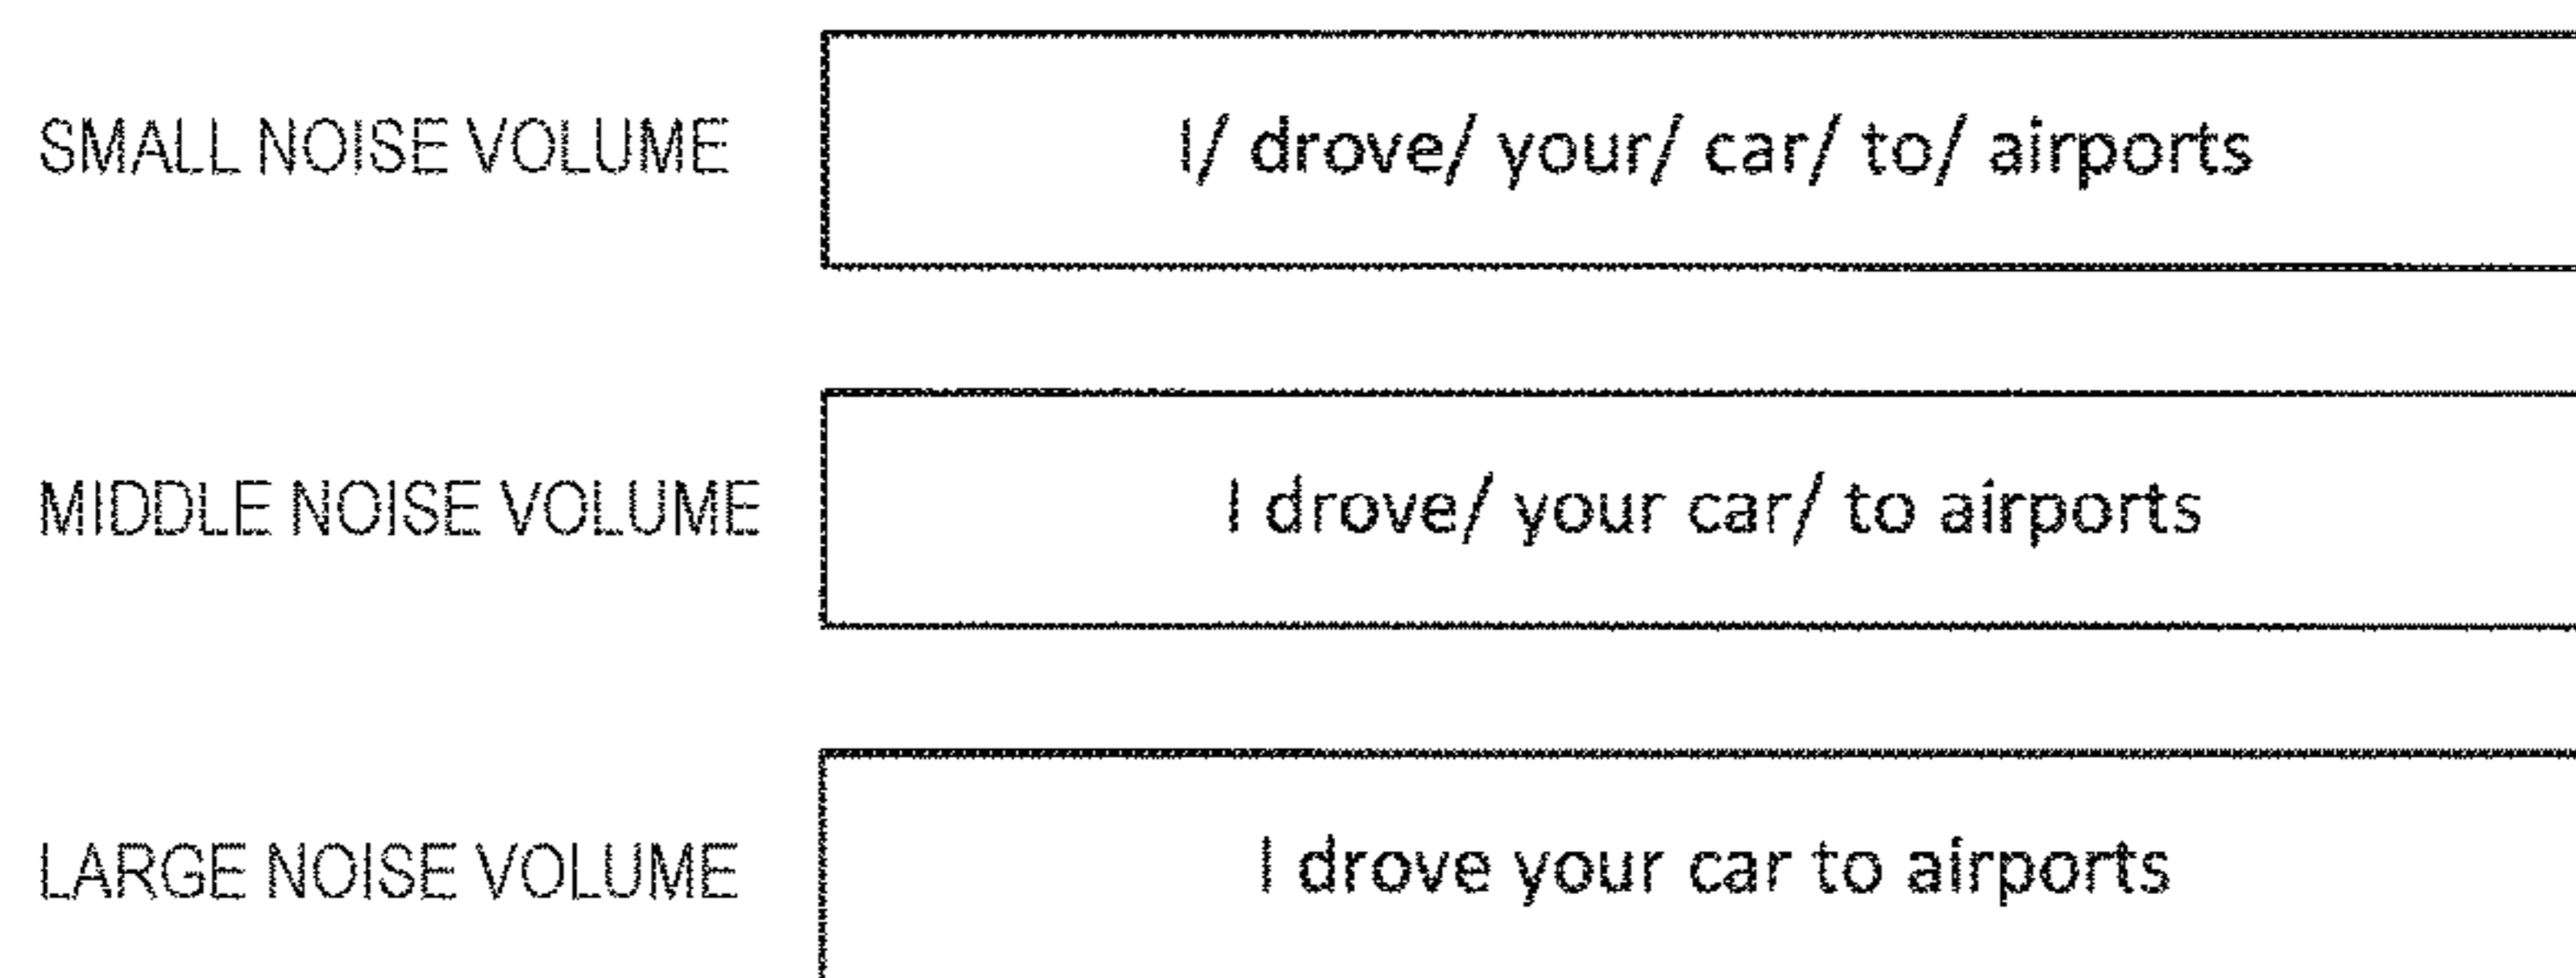 SMALL NOISE VOLUME I/ drove/ your/ car/ to/ airports
MIDDLE NOISE VOLUME I drove/ your car/ to airports
LARGE NOISE VOLUME I drove your car to airports